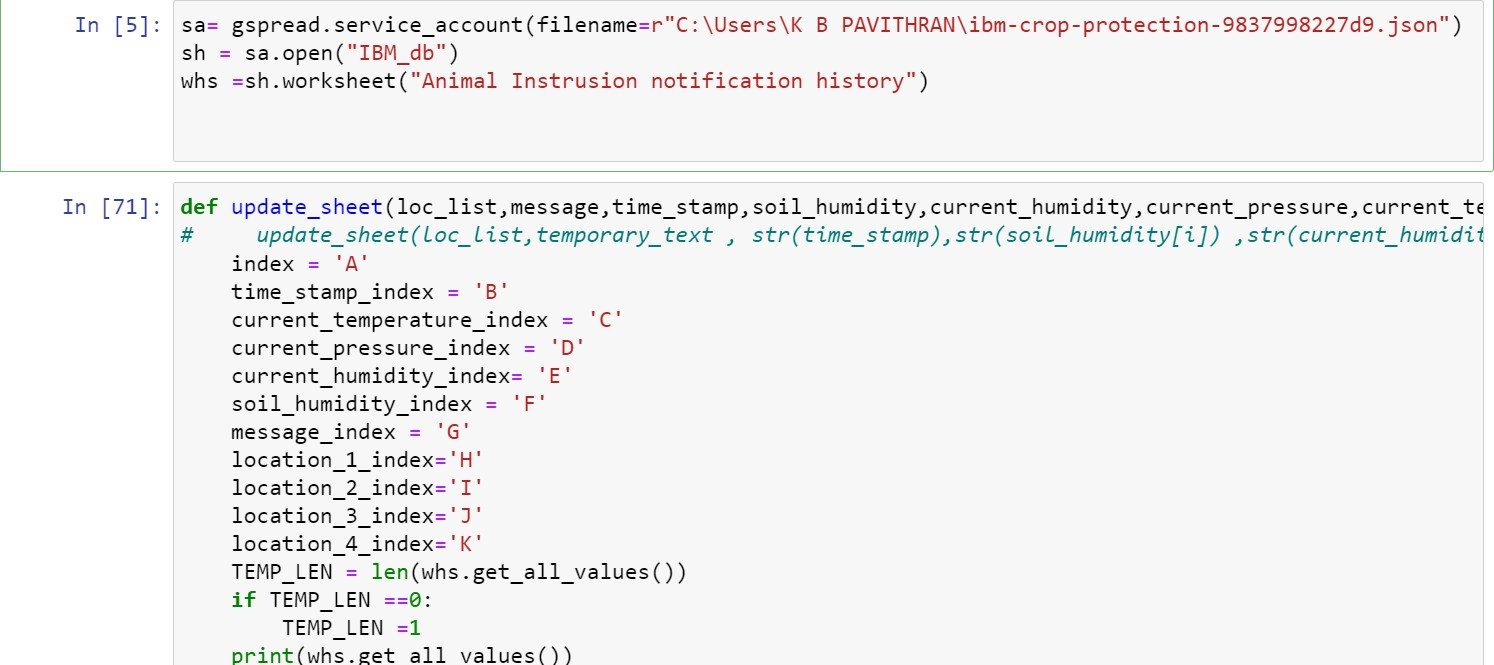 In [5]: sa= gspread.service_account(filename=r"C:\Users\K B PAVITHRAN\ibm-crop-protection-9837998227d9.json")
sh = sa.open("IBM_db")
whs =sh.worksheet("Animal Instrusion notification history")
In [71]: def update_sheet(loc_list,message,time_stamp,soil_humidity,current_humidity,current_pressure,current_te
#     update_sheet(loc_list,temporary_text , str(time_stamp),str(soil_humidity[i]) ,str(current_humidit
    index = 'A'
    time_stamp_index = 'B'
    current_temperature_index = 'C'
    current_pressure_index = 'D'
    current_humidity_index= 'E'
    soil_humidity_index = 'F'
    message_index = 'G'
    location_1_index='H'
    location_2_index='I'
    location_3_index='J'
    location_4_index='K'
    TEMP_LEN = len(whs.get_all_values())
    if TEMP_LEN ==0:
        TEMP_LEN =1
    print(whs.get_all_values())